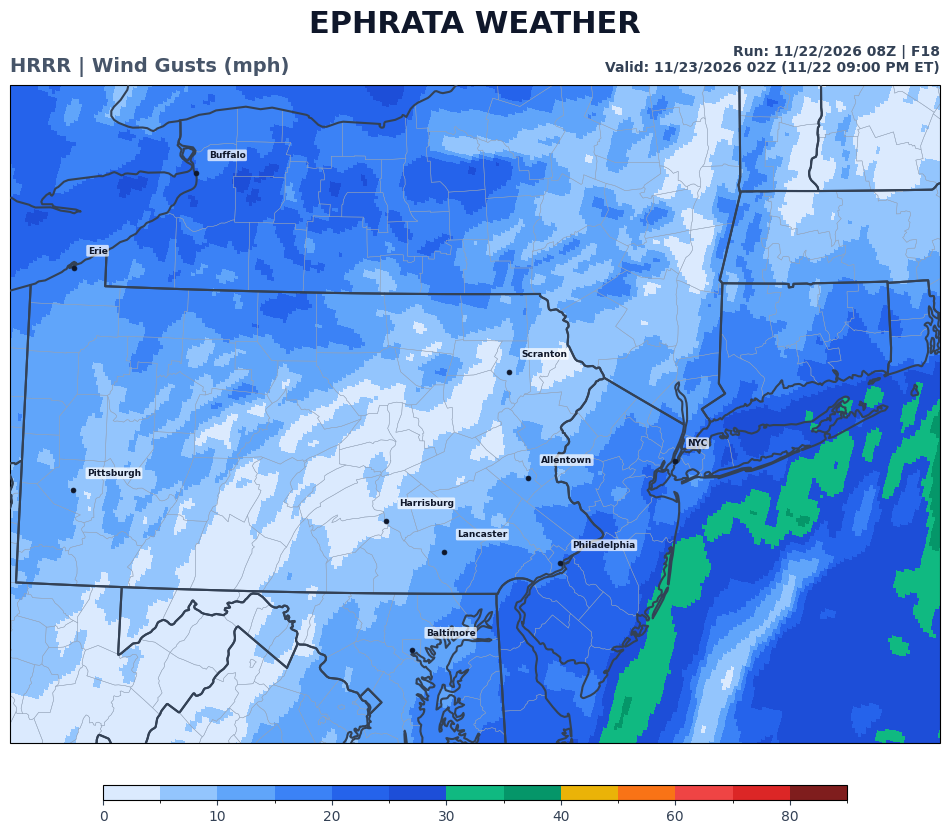 EPHRATA WEATHER
HRRR | Wind Gusts (mph)
Run: 11/22/2026 08Z | F18
Valid: 11/23/2026 02Z (11/22 09:00 PM ET)
Buffalo
Erie
Scranton
NYC
Allentown
Pittsburgh
Harrisburg
Lancaster
Philadelphia
Baltimore
0 10 20 30 40 50 60 70 80